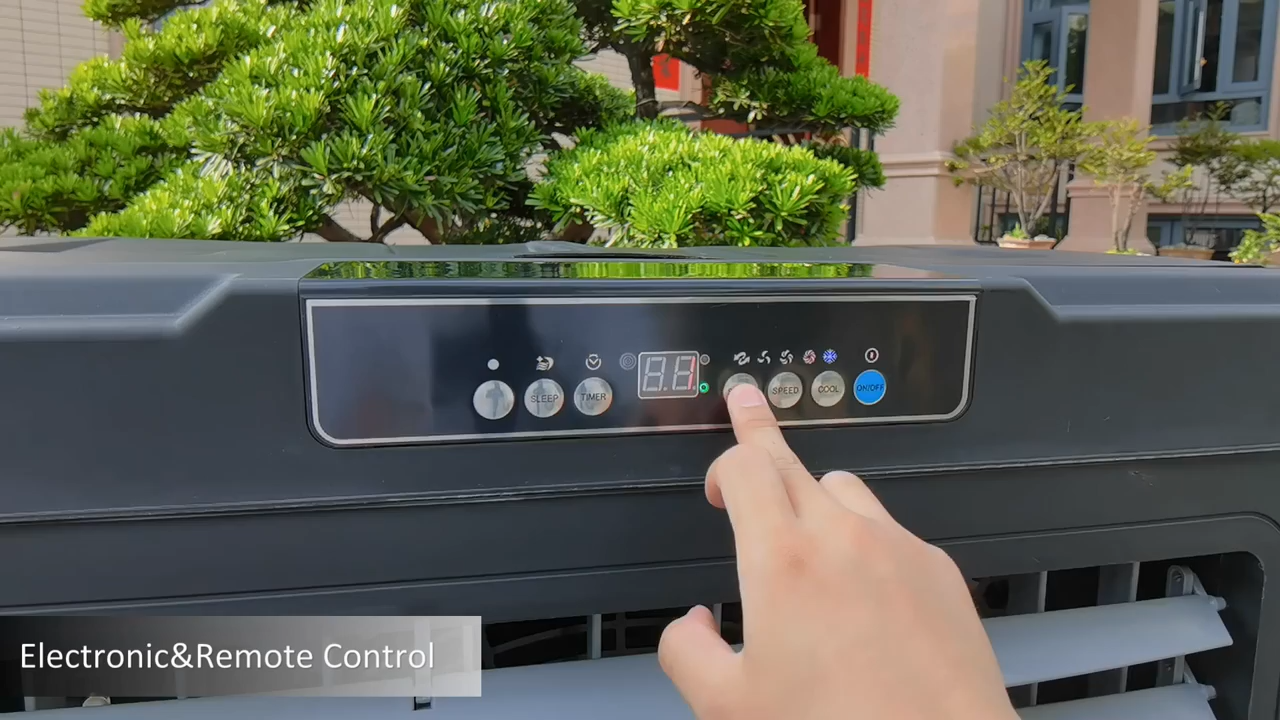 SLEEP
TIMER
SPEED
COOL
ON/OFF
Electronic&Remote Control